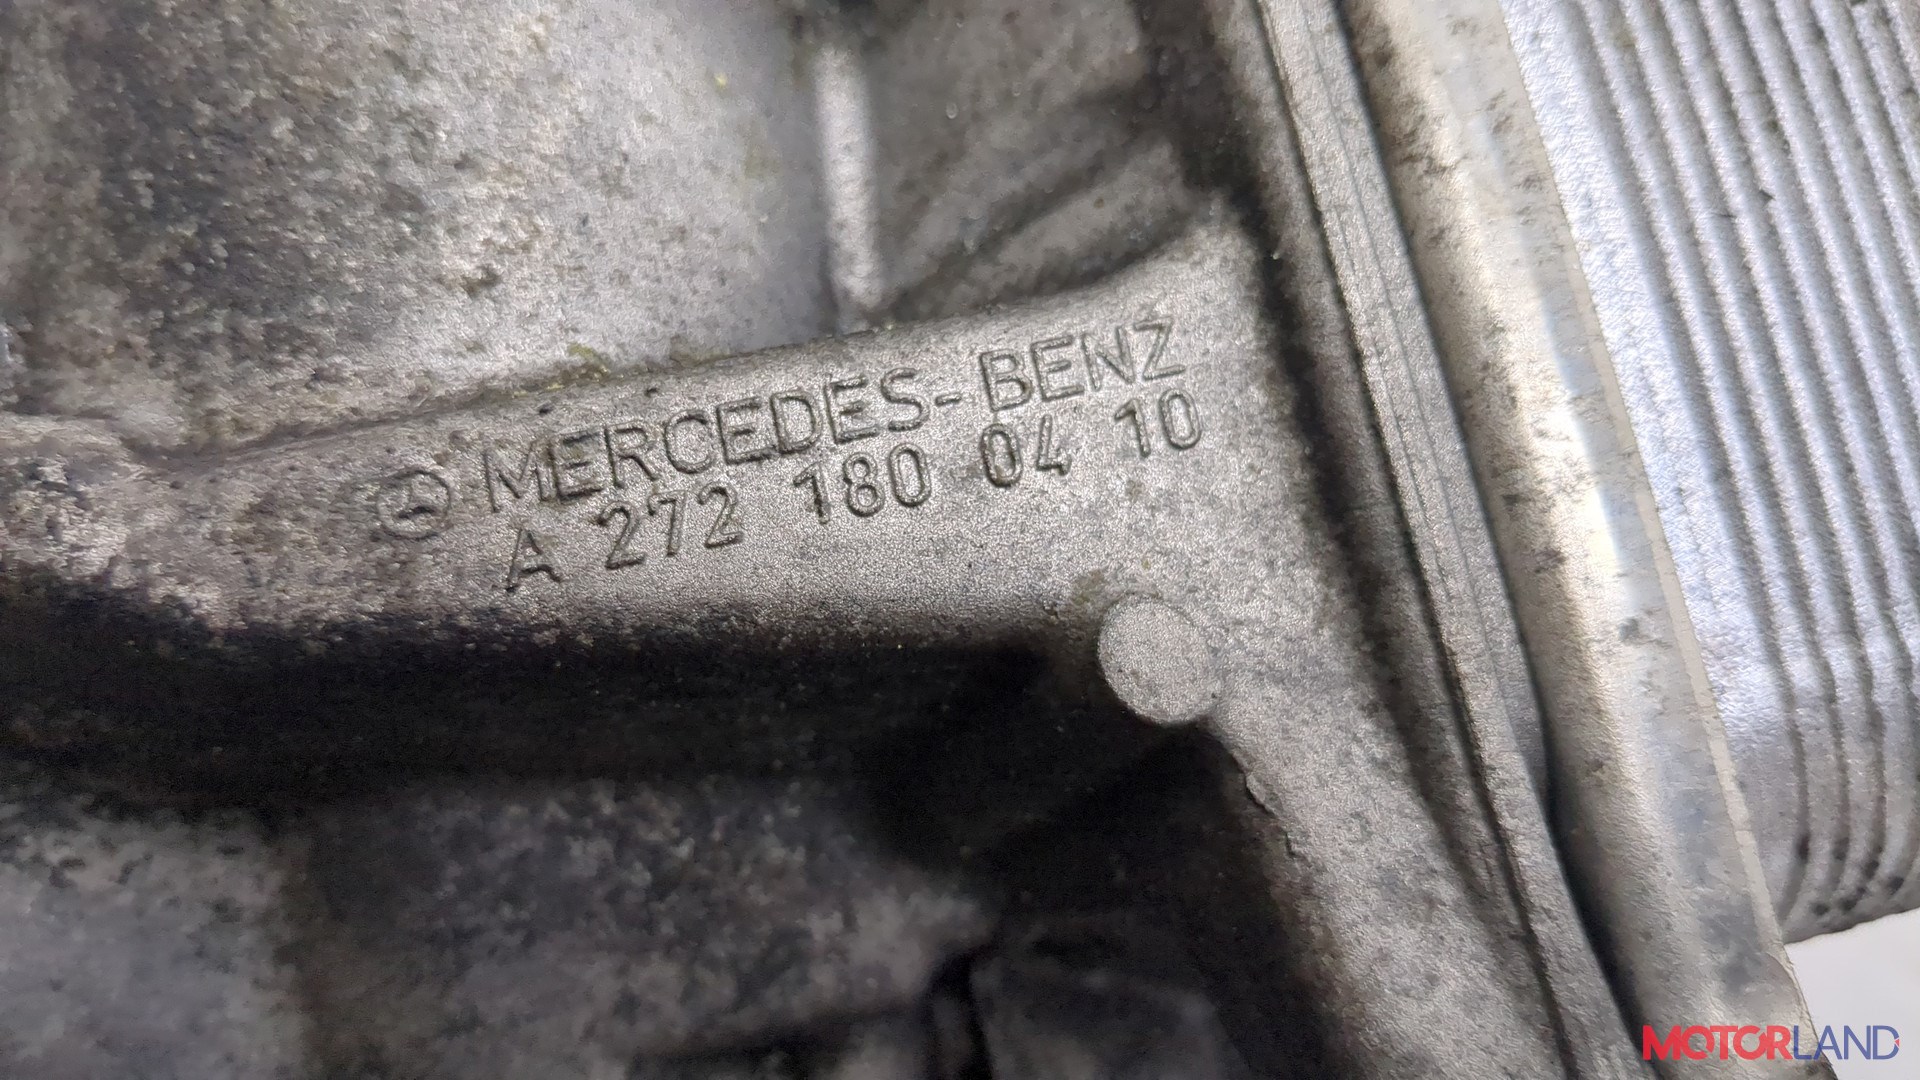 MERCEDES-BENZ
A 272 180 04 10
MOTORLAND